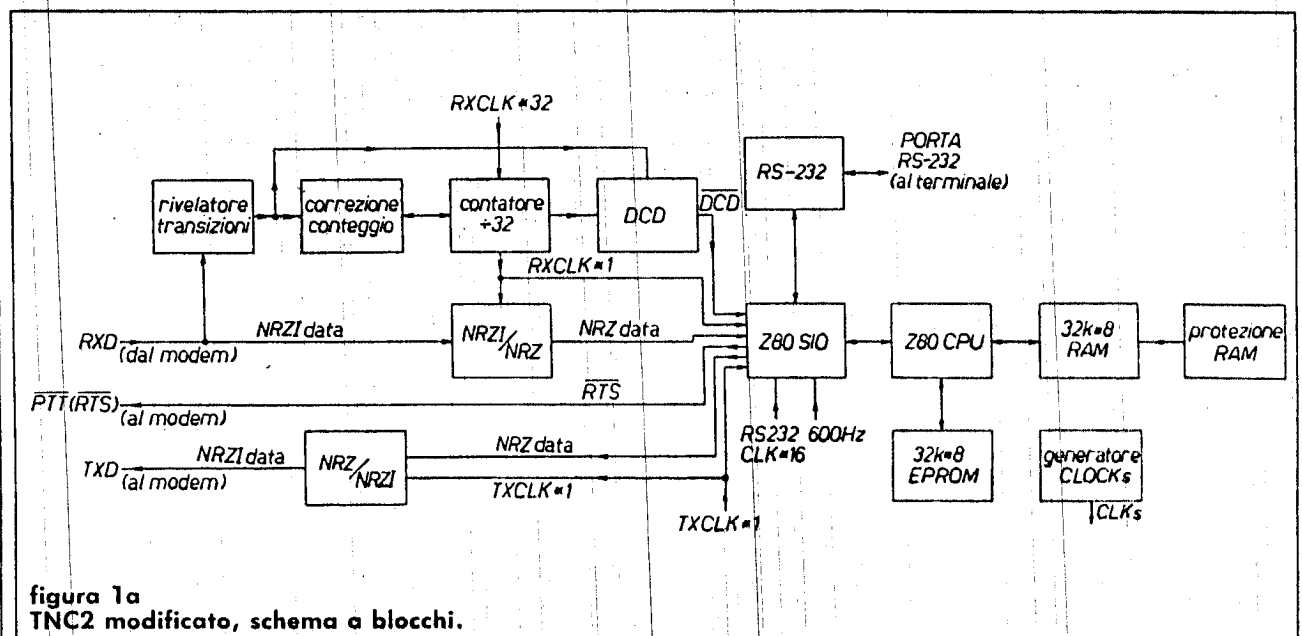 RXCLK*32
rivelatore
transizioni
correzione
conteggio
contatore
÷32
DCD
DCD
RS-232
PORTA
RS-232
(al terminale)
RXCLK*1
RXD
(dal modem)
NRZI data
NRZI/
NRZ
NRZ data
Z80 SIO
Z80 CPU
32k*8
RAM
protezione
RAM
PTT(RTS)
(al modem)
RTS
RS232
CLK*16
600Hz
32k*8
EPROM
generatore
CLOCKs
CLKs
TXD
(al modem)
NRZI data
NRZ/
NRZI
NRZ data
TXCLK*1
TXCLK*1
figura 1a
TNC2 modificato, schema a blocchi.